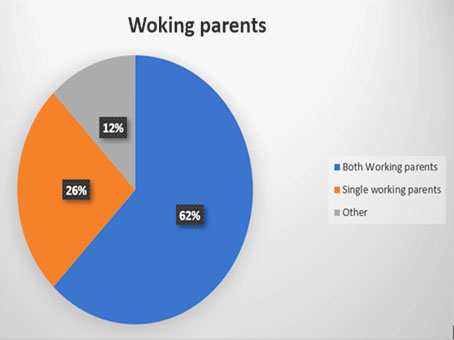 Woking parents
12%
26%
62%
Both Working parents
Single working parents
Other